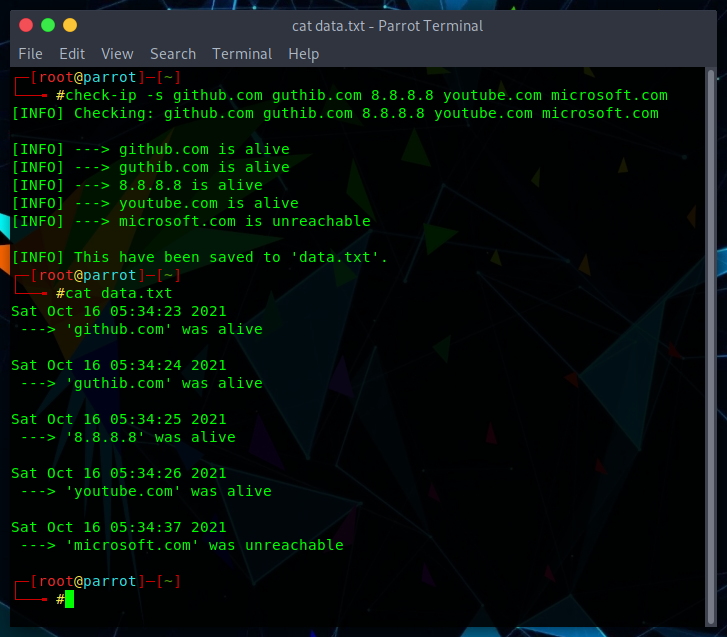 cat data.txt - Parrot Terminal
File Edit View Search Terminal Help
┌─[root@parrot]─[~]
└──╼ #check-ip -s github.com guthib.com 8.8.8.8 youtube.com microsoft.com
[INFO] Checking: github.com guthib.com 8.8.8.8 youtube.com microsoft.com
[INFO] ---> github.com is alive
[INFO] ---> guthib.com is alive
[INFO] ---> 8.8.8.8 is alive
[INFO] ---> youtube.com is alive
[INFO] ---> microsoft.com is unreachable
[INFO] This have been saved to 'data.txt'.
┌─[root@parrot]─[~]
└──╼ #cat data.txt
Sat Oct 16 05:34:23 2021
 ---> 'github.com' was alive
Sat Oct 16 05:34:24 2021
 ---> 'guthib.com' was alive
Sat Oct 16 05:34:25 2021
 ---> '8.8.8.8' was alive
Sat Oct 16 05:34:26 2021
 ---> 'youtube.com' was alive
Sat Oct 16 05:34:37 2021
 ---> 'microsoft.com' was unreachable
┌─[root@parrot]─[~]
└──╼ #